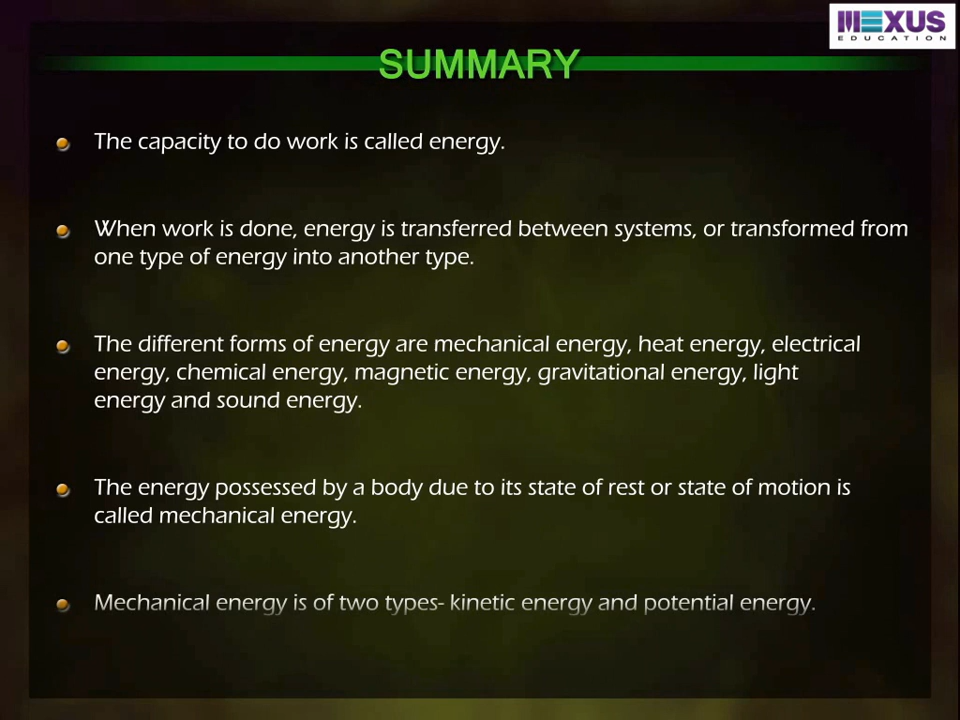 MEXUS
EDUCATION
SUMMARY
The capacity to do work is called energy.
When work is done, energy is transferred between systems, or transformed from
one type of energy into another type.
The different forms of energy are mechanical energy, heat energy, electrical
energy, chemical energy, magnetic energy, gravitational energy, light
energy and sound energy.
The energy possessed by a body due to its state of rest or state of motion is
called mechanical energy.
Mechanical energy is of two types- kinetic energy and potential energy.